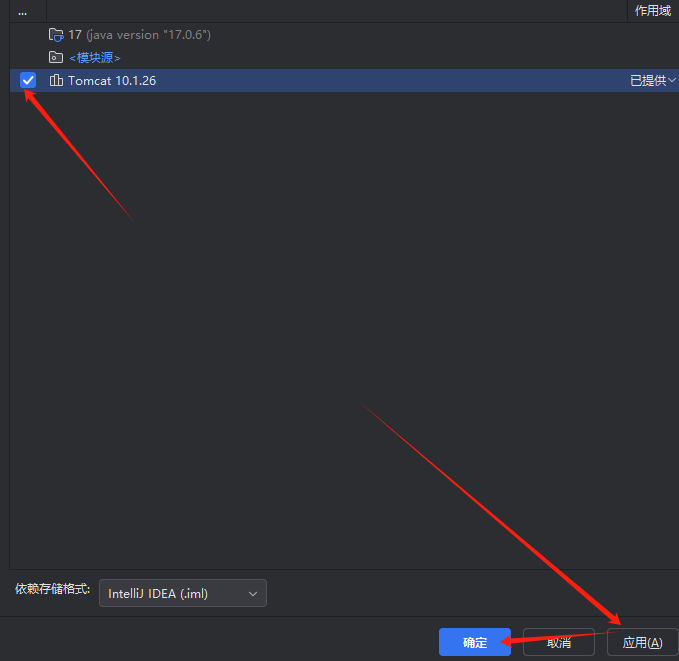 ... 作用域
17 (java version "17.0.6")
<模块源>
Tomcat 10.1.26 已提供
依赖存储格式: IntelliJ IDEA (.iml)
确定 取消 应用(A)